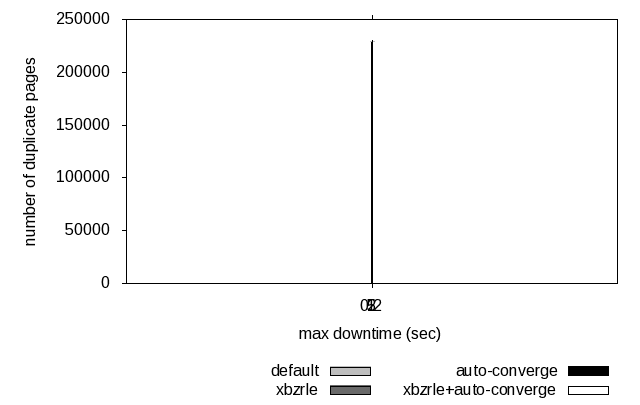 250000
number of duplicate pages
200000
150000
100000
50000
0
max downtime (sec)
default
auto-converge
xbzrle
xbzrle+auto-converge